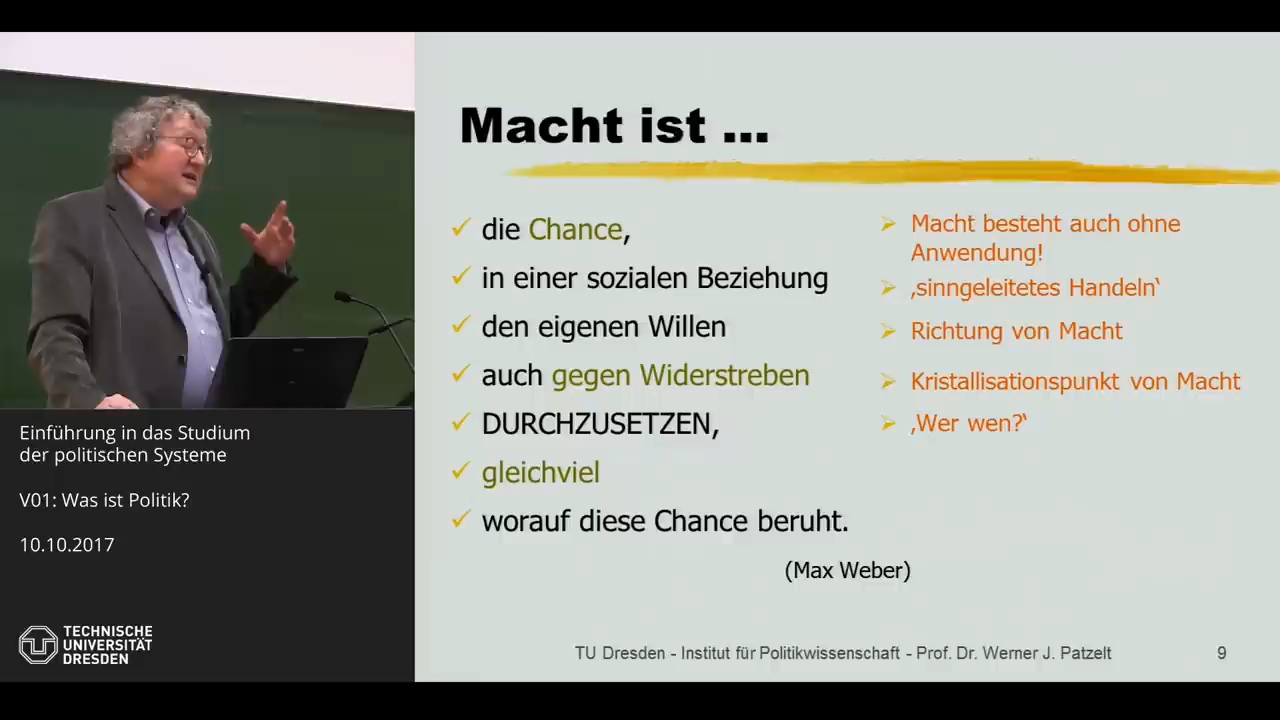 Macht ist ...
die Chance,
in einer sozialen Beziehung
den eigenen Willen
auch gegen Widerstreben
DURCHZUSETZEN,
gleichviel
worauf diese Chance beruht.
(Max Weber)
Macht besteht auch ohne
Anwendung!
‚sinngeleitetes Handeln‘
Richtung von Macht
Kristallisationspunkt von Macht
‚Wer wen?‘
TU Dresden - Institut für Politikwissenschaft - Prof. Dr. Werner J. Patzelt
9
Einführung in das Studium
der politischen Systeme
V01: Was ist Politik?
10.10.2017
TECHNISCHE
UNIVERSITÄT
DRESDEN